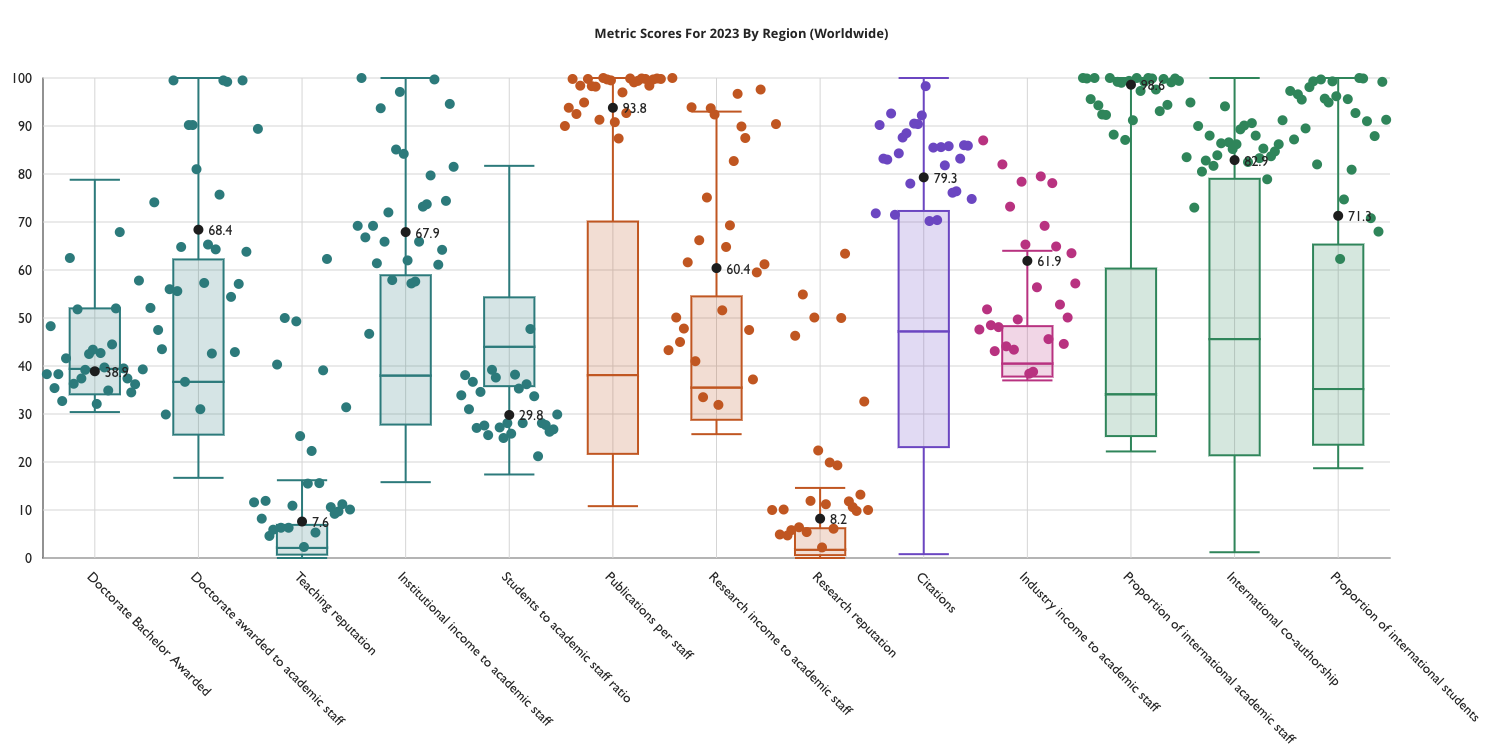 Metric Scores For 2023 By Region (Worldwide)
100
90
80
70
60
50
40
30
20
10
0
38.9
68.4
7.6
67.9
29.8
93.8
60.4
8.2
79.3
61.9
98.6
82.9
71.3
Doctorate Bachelor Awarded
Doctorate awarded to academic staff
Teaching reputation
Institutional income to academic staff
Students to academic staff ratio
Publications per staff
Research income to academic staff
Research reputation
Citations
Industry income to academic staff
Proportion of international academic staff
International co-authorship
Proportion of international students